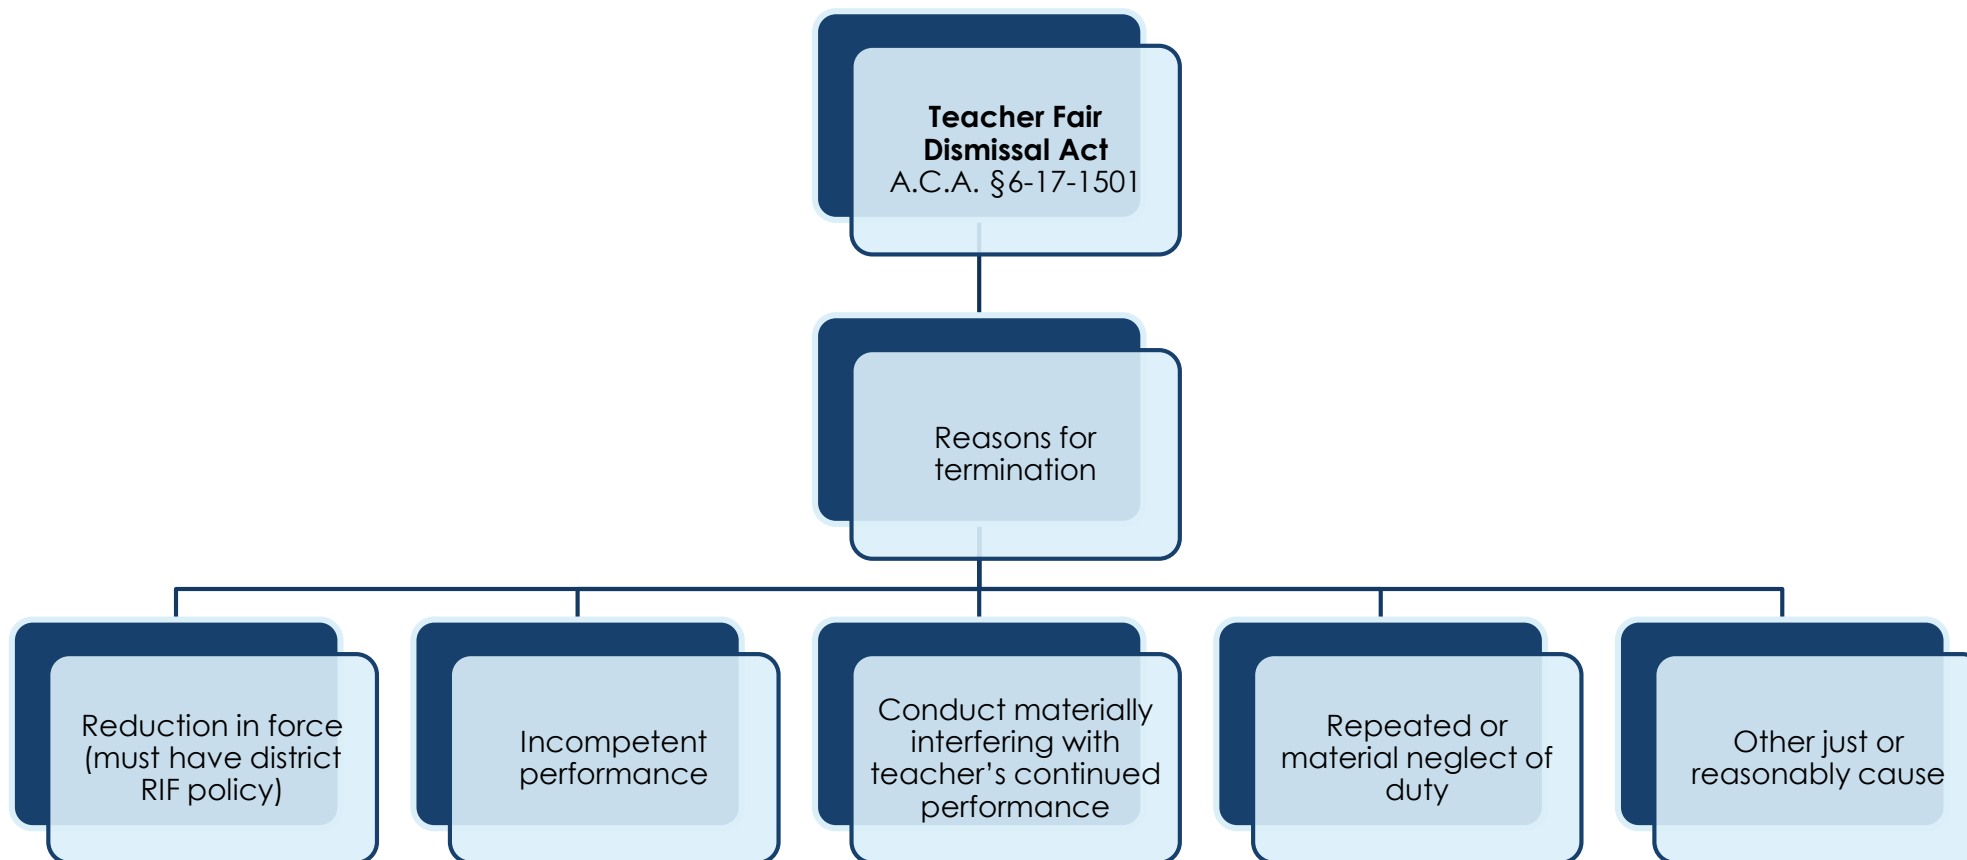 Teacher Fair
Dismissal Act
A.C.A. §6-17-1501
Reasons for
termination
Reduction in force
(must have district
RIF policy)
Incompetent
performance
Conduct materially
interfering with
teacher’s continued
performance
Repeated or
material neglect of
duty
Other just or
reasonably cause